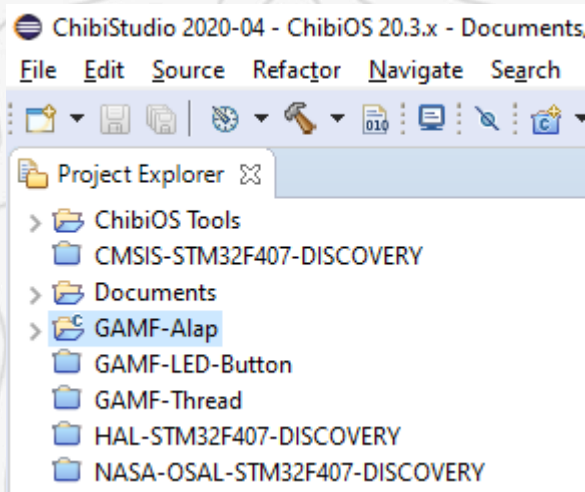 ChibiStudio 2020-04 - ChibiOS 20.3.x - Documents/
File Edit Source Refactor Navigate Search
010
C
Project Explorer
ChibiOS Tools
CMSIS-STM32F407-DISCOVERY
Documents
C GAMF-Alap
GAMF-LED-Button
GAMF-Thread
HAL-STM32F407-DISCOVERY
NASA-OSAL-STM32F407-DISCOVERY